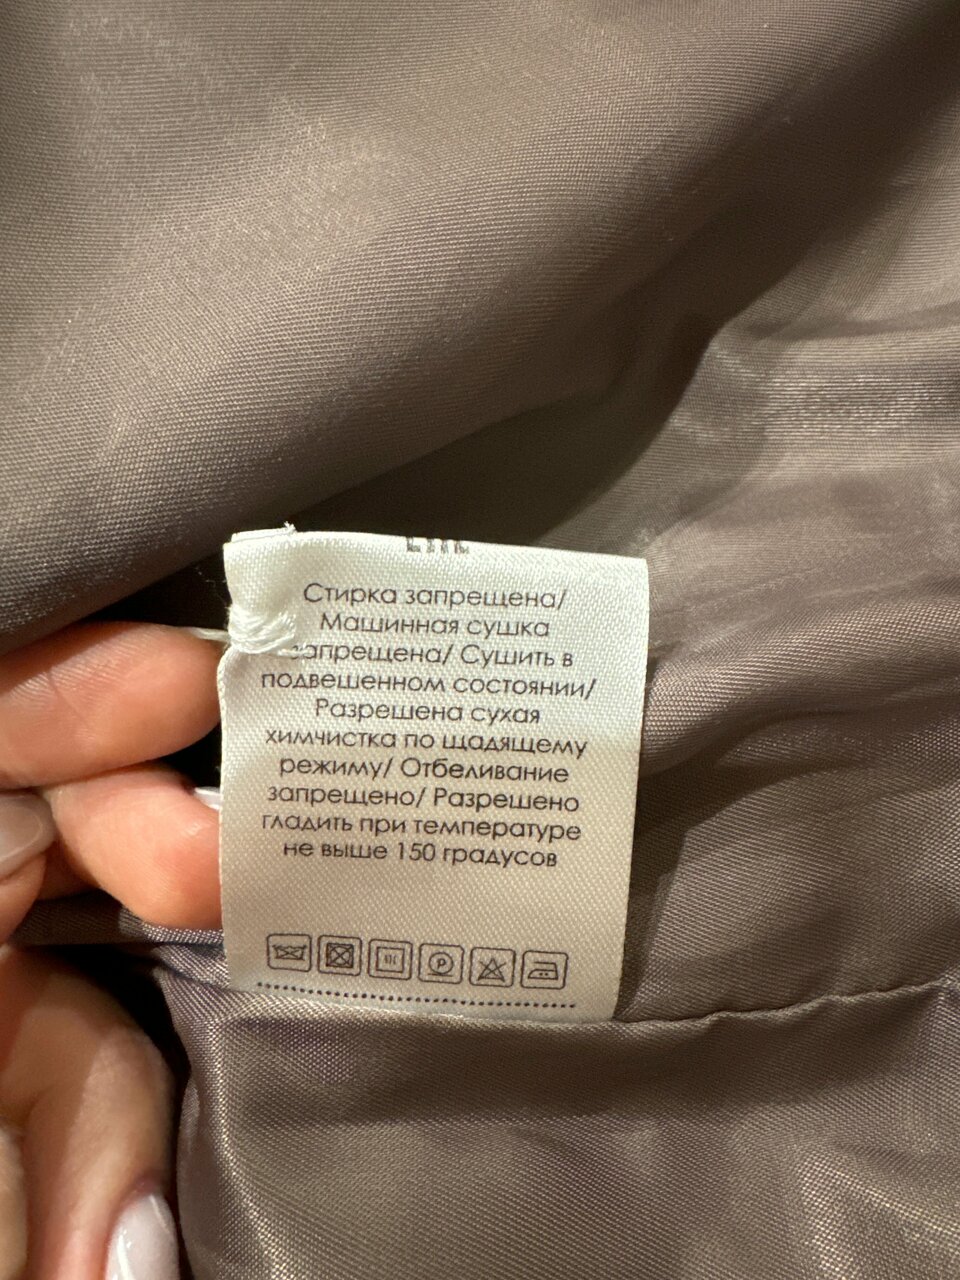 Стирка запрещена/
Машинная сушка
запрещена/ Сушить в
подвешенном состоянии/
Разрешена сухая
химчистка по щадящему
режиму/ Отбеливание
запрещено/ Разрешено
гладить при температуре
не выше 150 градусов
P